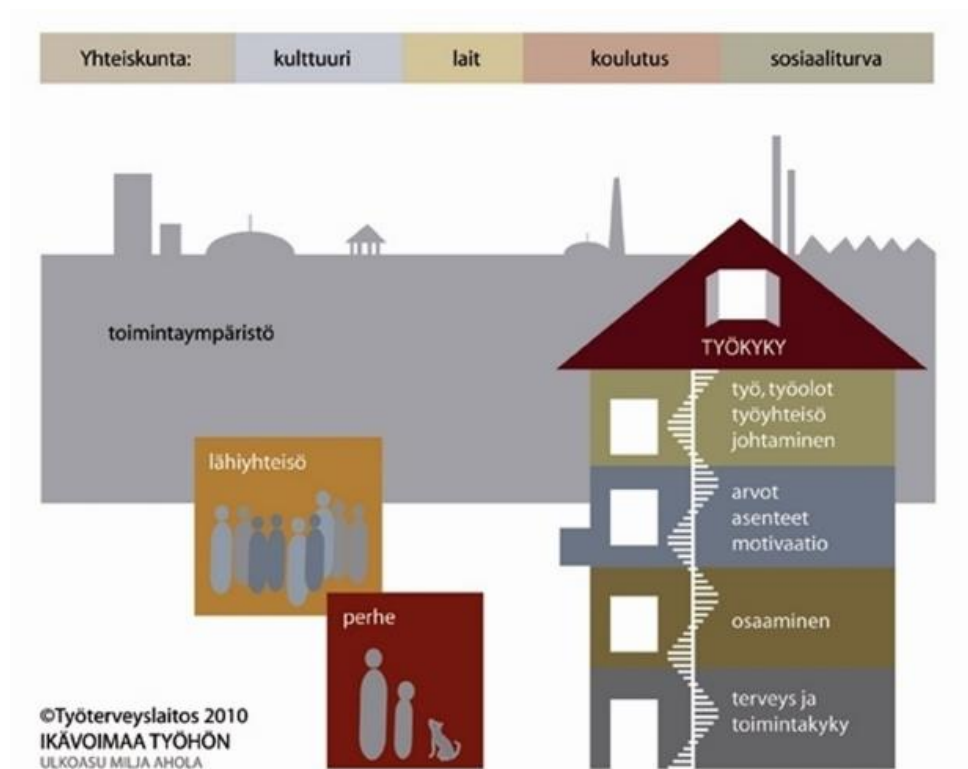 Yhteiskunta: kulttuuri lait koulutus sosiaaliturva
toimintaympäristö
TYÖKYKY
työ, työolot
työyhteisö
johtaminen
lähiyhteisö
arvot
asenteet
motivaatio
perhe
osaaminen
terveys ja
toimintakyky
©Työterveyslaitos 2010
IKÄVOIMAA TYÖHÖN
ULKOASU MILJA AHOLA